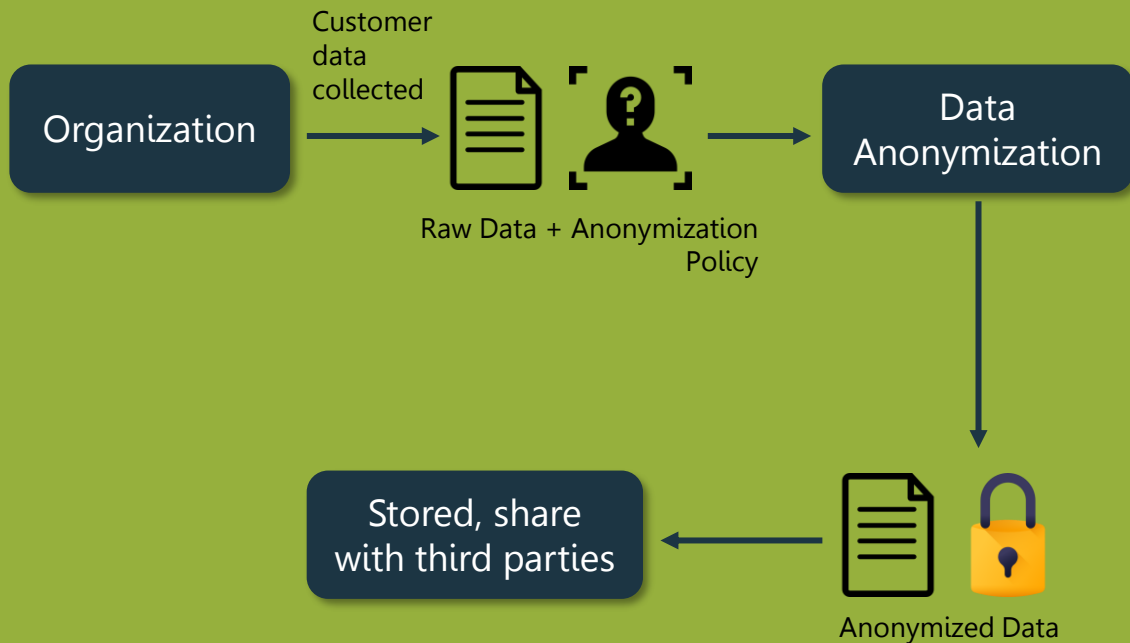 Customer
data
collected
Organization
Raw Data + Anonymization
Policy
?
Data
Anonymization
Stored, share
with third parties
Anonymized Data